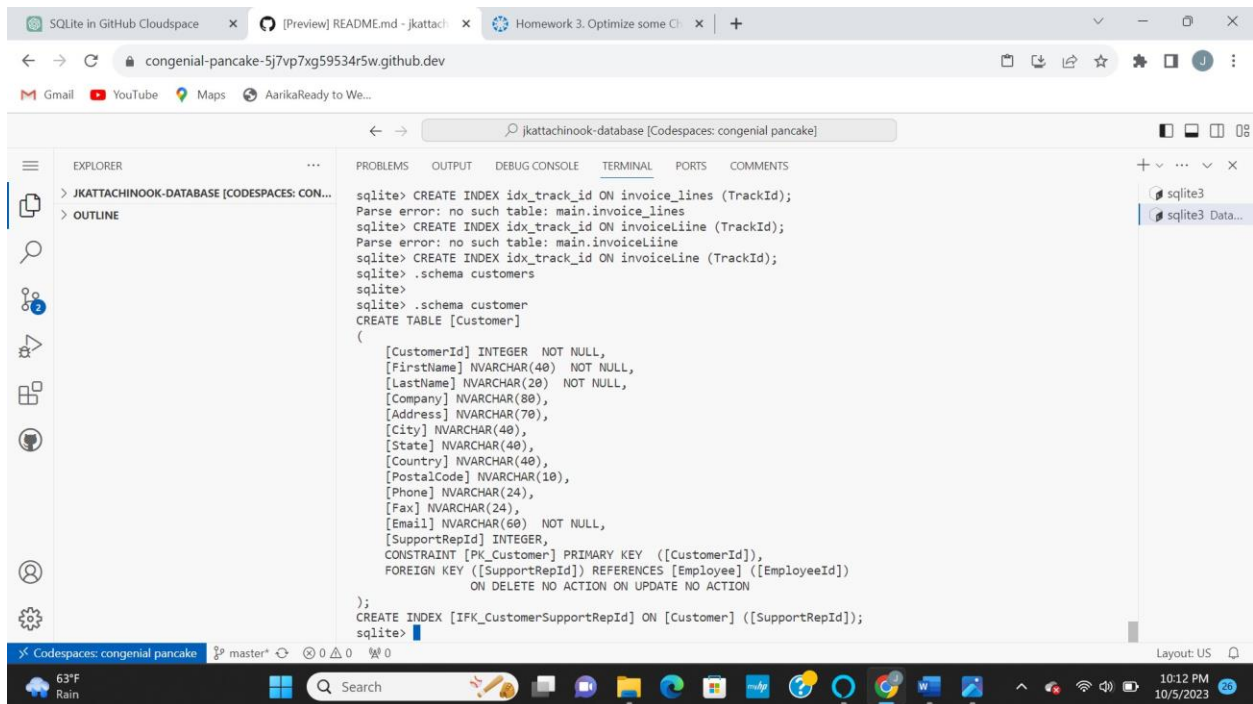 SQLite in GitHub Cloudspace
[Preview] README.md - jkattach
Homework 3. Optimize some Ch
congenial-pancake-5j7vp7xg59534r5w.github.dev
J
Gmail
YouTube
Maps
AarikaReady to We...
jkattachinook-database [Codespaces: congenial pancake]
EXPLORER
JKATTACHINOOK-DATABASE [CODESPACES: CON...
OUTLINE
2
PROBLEMS OUTPUT DEBUG CONSOLE TERMINAL PORTS COMMENTS
sqlite> CREATE INDEX idx_track_id ON invoice_lines (TrackId);
Parse error: no such table: main.invoice_lines
sqlite> CREATE INDEX idx_track_id ON invoiceLiine (TrackId);
Parse error: no such table: main.invoiceLiine
sqlite> CREATE INDEX idx_track_id ON invoiceLine (TrackId);
sqlite> .schema customers
sqlite>
sqlite> .schema customer
CREATE TABLE [Customer]
(
[CustomerId] INTEGER NOT NULL,
[FirstName] NVARCHAR(40) NOT NULL,
[LastName] NVARCHAR(20) NOT NULL,
[Company] NVARCHAR(80),
[Address] NVARCHAR(70),
[City] NVARCHAR(40),
[State] NVARCHAR(40),
[Country] NVARCHAR(40),
[PostalCode] NVARCHAR(10),
[Phone] NVARCHAR(24),
[Fax] NVARCHAR(24),
[Email] NVARCHAR(60) NOT NULL,
[SupportRepId] INTEGER,
CONSTRAINT [PK_Customer] PRIMARY KEY ([CustomerId]),
FOREIGN KEY ([SupportRepId]) REFERENCES [Employee] ([EmployeeId])
ON DELETE NO ACTION ON UPDATE NO ACTION
);
CREATE INDEX [IFK_CustomerSupportRepId] ON [Customer] ([SupportRepId]);
sqlite>
sqlite3
sqlite3 Data...
Codespaces: congenial pancake master* 0 0 0
Layout: US
63°F
Rain
Search
mwhp
W
10:12 PM
10/5/2023
26